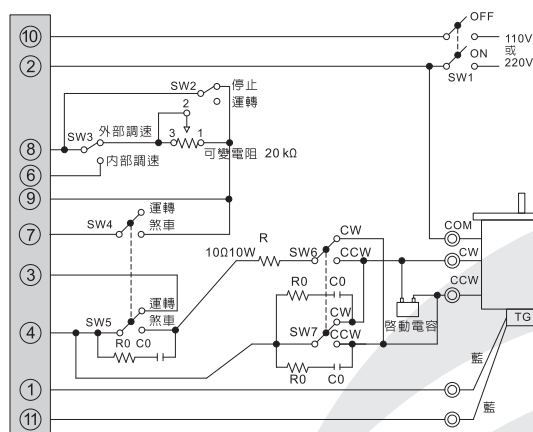 OFF
10
110V
或
220V
ON
2
SW1
SW2
停止
運轉
2
外部調速
8
SW3
3
1
可變電阻 20 kΩ
6
內部調速
9
運轉
7
SW4
煞車
COM
R
CW
10Ω10W
SW6
CCW
CW
3
R0
C0
CCW
運轉
CW
啓動電容
4
SW5
煞車
SW7
CCW
R0
C0
TG
R0
C0
藍
1
藍
11